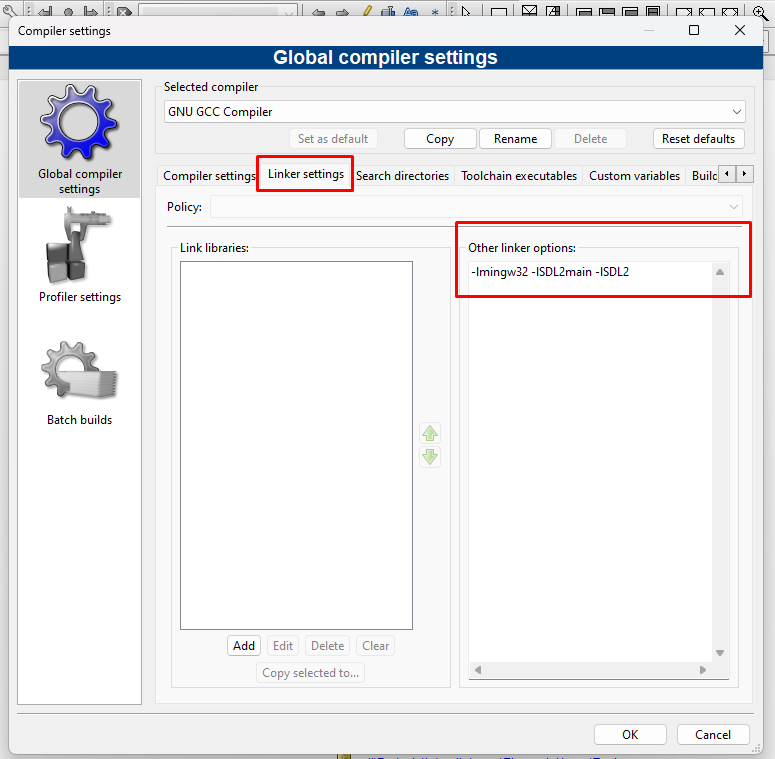 Compiler settings
Global compiler settings
Global compiler
settings
Profiler settings
Batch builds
Selected compiler
GNU GCC Compiler
Set as default
Copy
Rename
Delete
Reset defaults
Compiler settings
Linker settings
Search directories
Toolchain executables
Custom variables
Build
Policy:
Link libraries:
Add
Edit
Delete
Clear
Copy selected to...
Other linker options:
-lmingw32 -lSDL2main -lSDL2
OK
Cancel